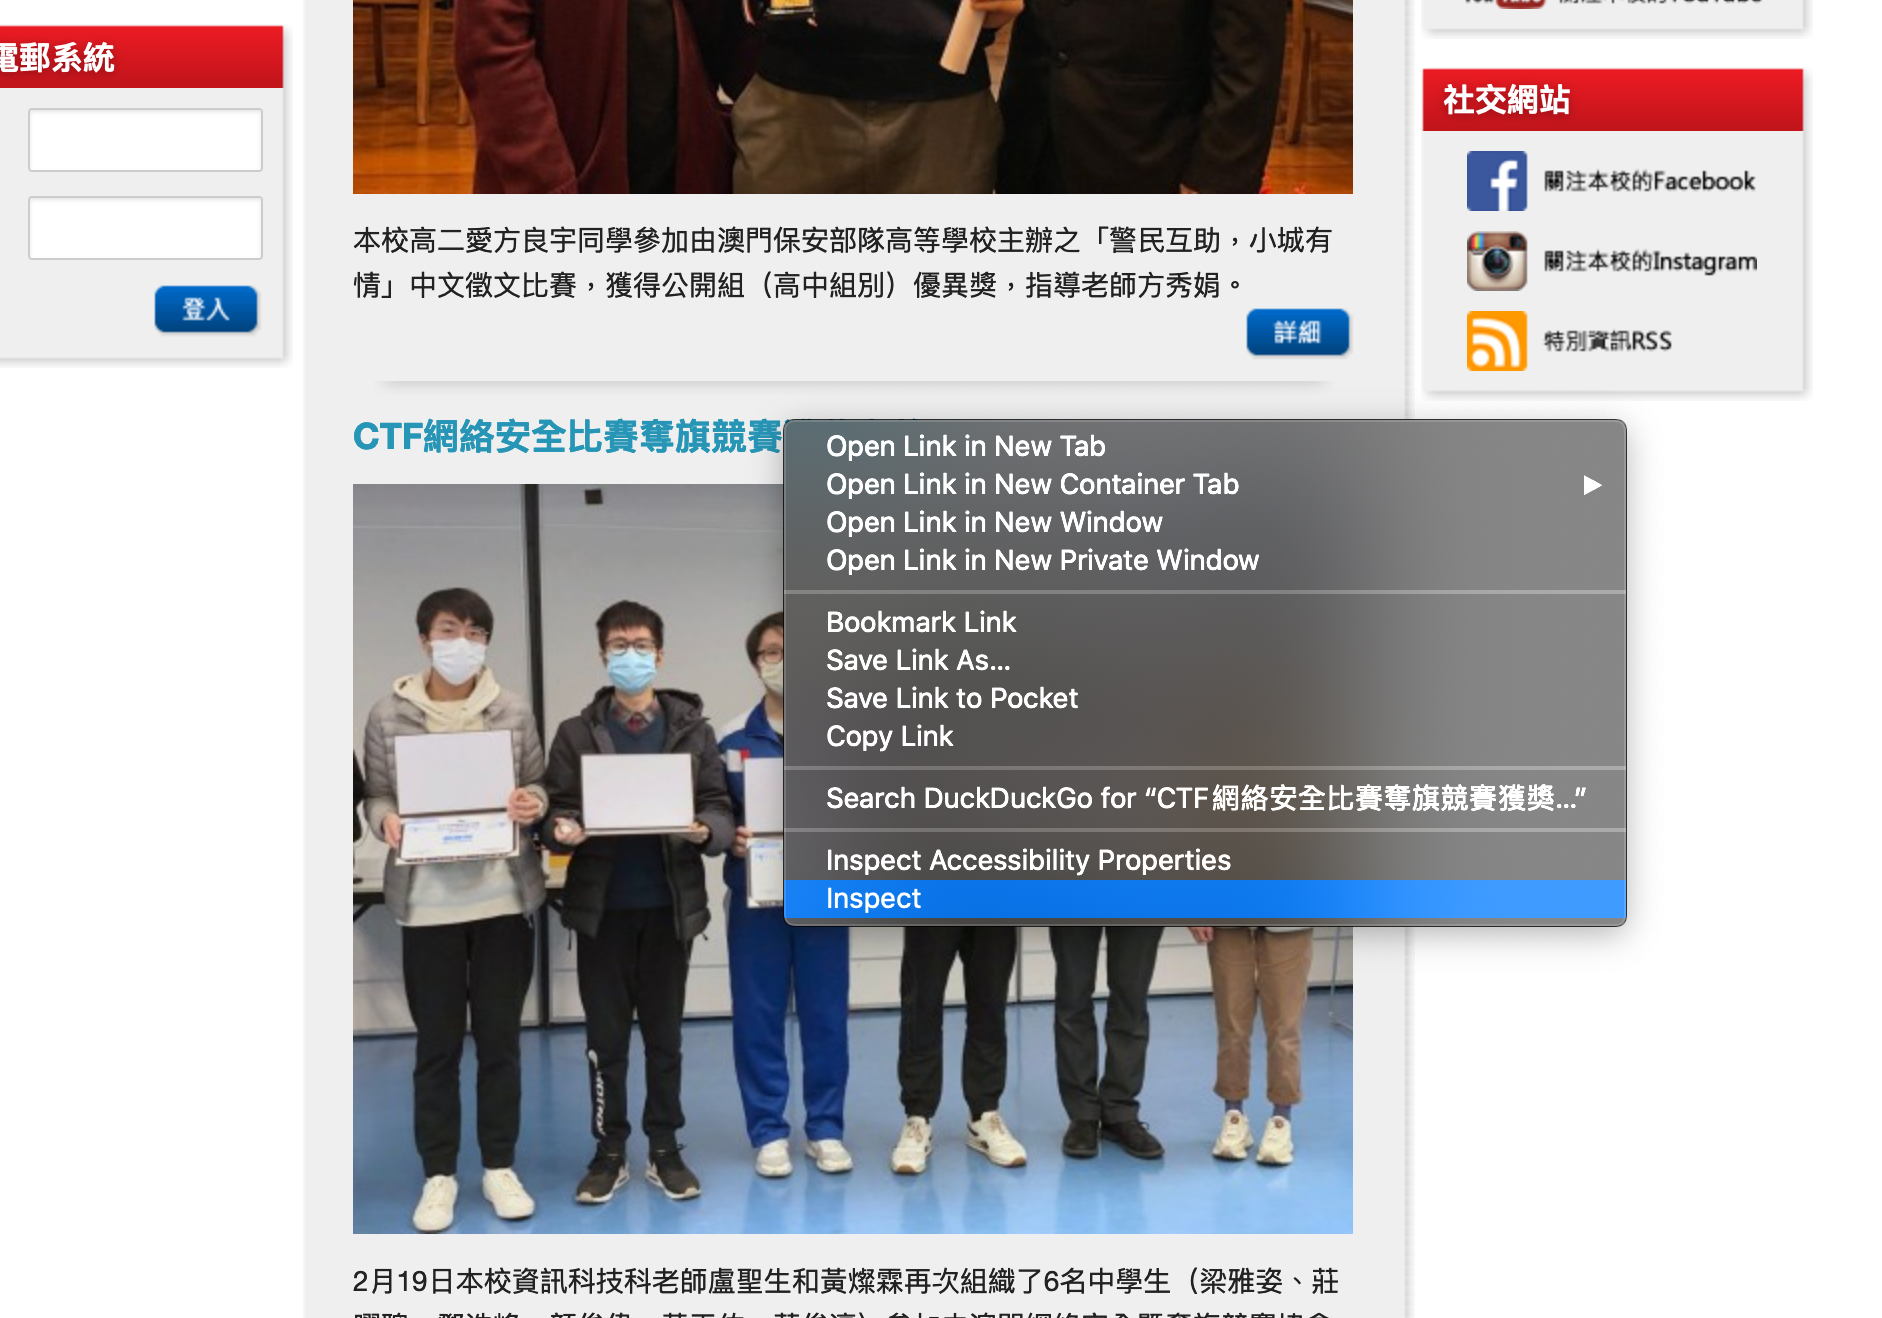 電郵系統
登入
本校高二愛方良宇同學參加由澳門保安部隊高等學校主辦之「警民互助，小城有
情」中文徵文比賽，獲得公開組（高中組別）優異獎，指導老師方秀娟。
詳細
CTF網絡安全比賽奪旗競賽
Open Link in New Tab
Open Link in New Container Tab
Open Link in New Window
Open Link in New Private Window
Bookmark Link
Save Link As...
Save Link to Pocket
Copy Link
Search DuckDuckGo for “CTF網絡安全比賽奪旗競賽獲獎...”
Inspect Accessibility Properties
Inspect
2月19日本校資訊科技科老師盧聖生和黃燦霖再次組織了6名中學生（梁雅姿、莊
社交網站
關注本校的Facebook
關注本校的Instagram
特別資訊RSS